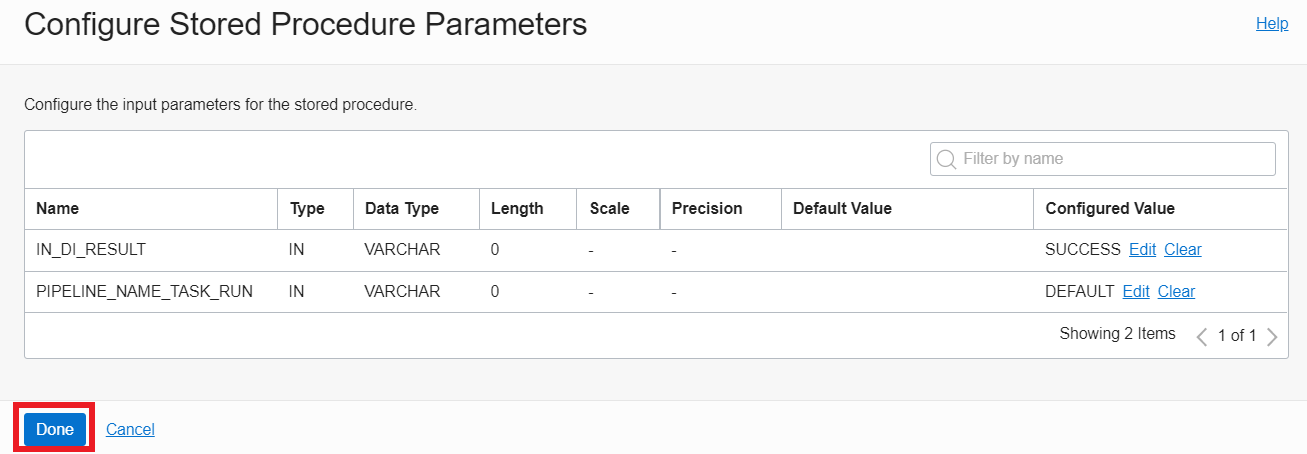 Configure Stored Procedure Parameters
Help
Configure the input parameters for the stored procedure.
Filter by name
Name Type Data Type Length Scale Precision Default Value Configured Value
IN_DI_RESULT IN VARCHAR 0 - - SUCCESS Edit Clear
PIPELINE_NAME_TASK_RUN IN VARCHAR 0 - - DEFAULT Edit Clear
Showing 2 Items 1 of 1
Done Cancel